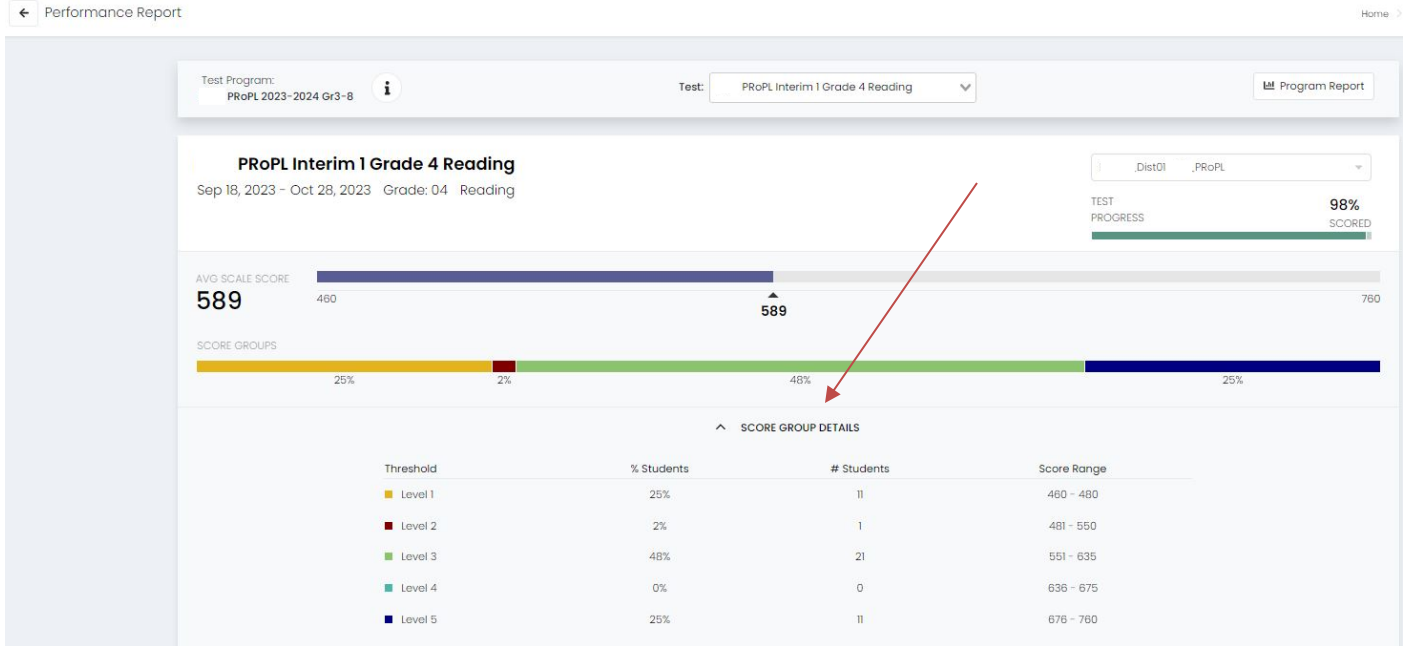 Performance Report
Home
Test Program:
PRoPL 2023-2024 Gr3-8
i
Test:
PRoPL Interim 1 Grade 4 Reading
Program Report
PRoPL Interim 1 Grade 4 Reading
Sep 18, 2023 - Oct 28, 2023 Grade: 04 Reading
,Dist01 ,PRoPL
TEST PROGRESS
98%
SCORED
AVG SCALE SCORE
589
460
589
760
SCORE GROUPS
25% 2% 48% 25%
SCORE GROUP DETAILS
Threshold % Students # Students Score Range
Level 1 25% 11 460 - 480
Level 2 2% 1 481 - 550
Level 3 48% 21 551 - 635
Level 4 0% 0 636 - 675
Level 5 25% 11 676 - 760